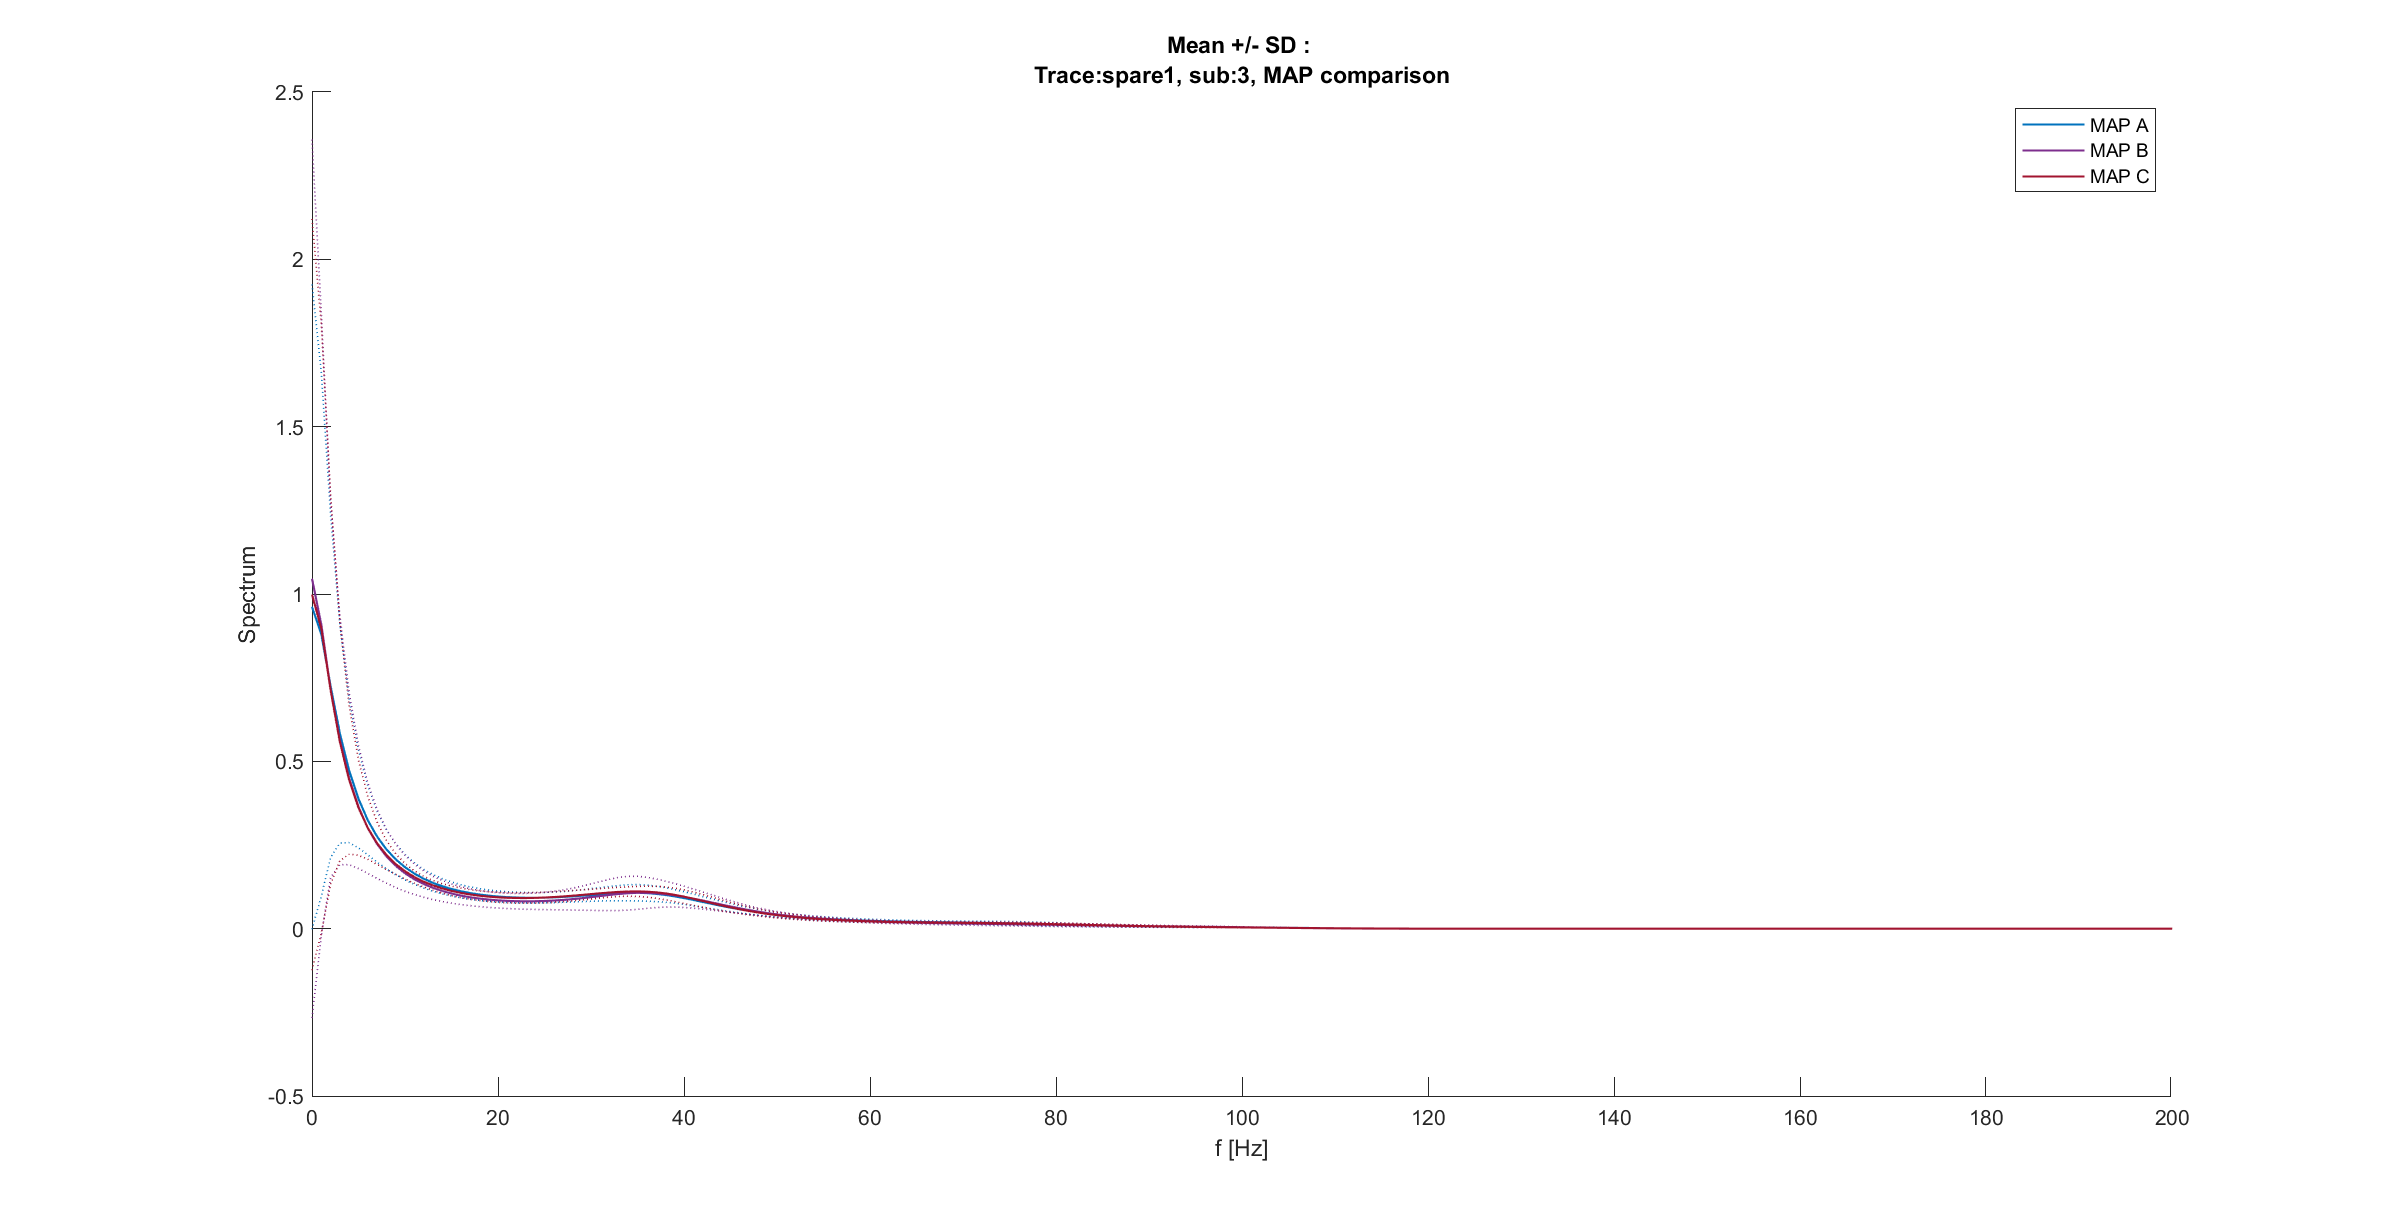 Mean +/- SD :
Trace:spare1, sub:3, MAP comparison
2.5
2
1.5
1
0.5
0
-0.5
Spectrum
MAP A
MAP B
MAP C
0 20 40 60 80 100 120 140 160 180 200
f [Hz]